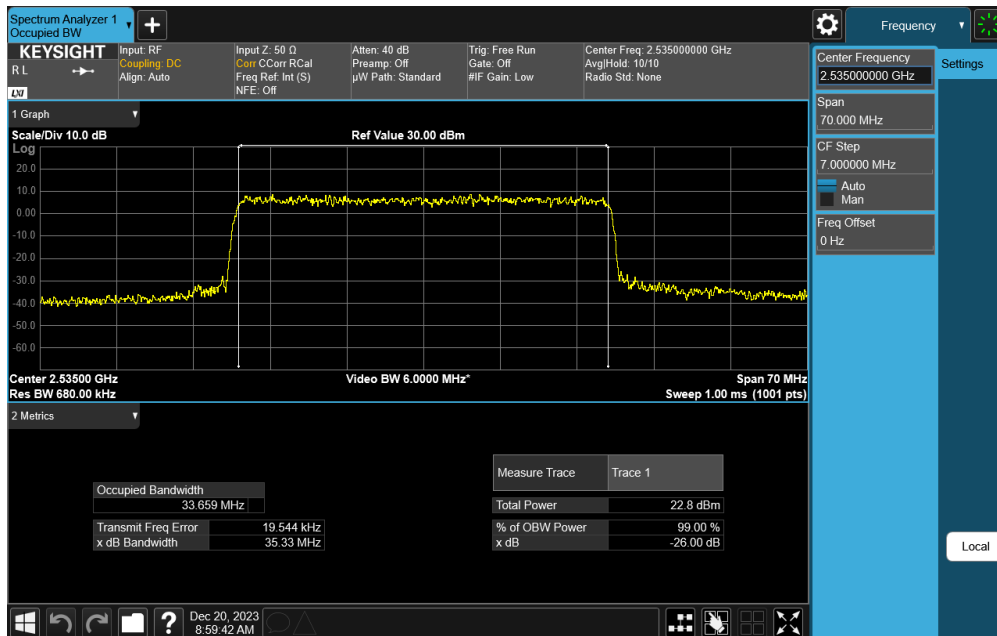 Spectrum Analyzer 1
Occupied BW
Frequency
KEYSIGHT
R L
LXI
Input: RF
Coupling: DC
Align: Auto
Input Z: 50 Ω
Corr CCorr RCal
Freq Ref: Int (S)
NFE: Off
Atten: 40 dB
Preamp: Off
µW Path: Standard
Trig: Free Run
Gate: Off
#IF Gain: Low
Center Freq: 2.535000000 GHz
Avg|Hold: 10/10
Radio Std: None
Center Frequency
2.535000000 GHz
Settings
Span
70.000 MHz
CF Step
7.000000 MHz
Auto
Man
Freq Offset
0 Hz
1 Graph
Scale/Div 10.0 dB
Ref Value 30.00 dBm
Log
20.0
10.0
0.00
-10.0
-20.0
-30.0
-40.0
-50.0
-60.0
Center 2.53500 GHz
Video BW 6.0000 MHz*
Span 70 MHz
Res BW 680.00 kHz
Sweep 1.00 ms (1001 pts)
2 Metrics
Measure Trace
Trace 1
Occupied Bandwidth
33.659 MHz
Total Power
22.8 dBm
Transmit Freq Error
19.544 kHz
% of OBW Power
99.00 %
x dB Bandwidth
35.33 MHz
x dB
-26.00 dB
Local
?
Dec 20, 2023
8:59:42 AM